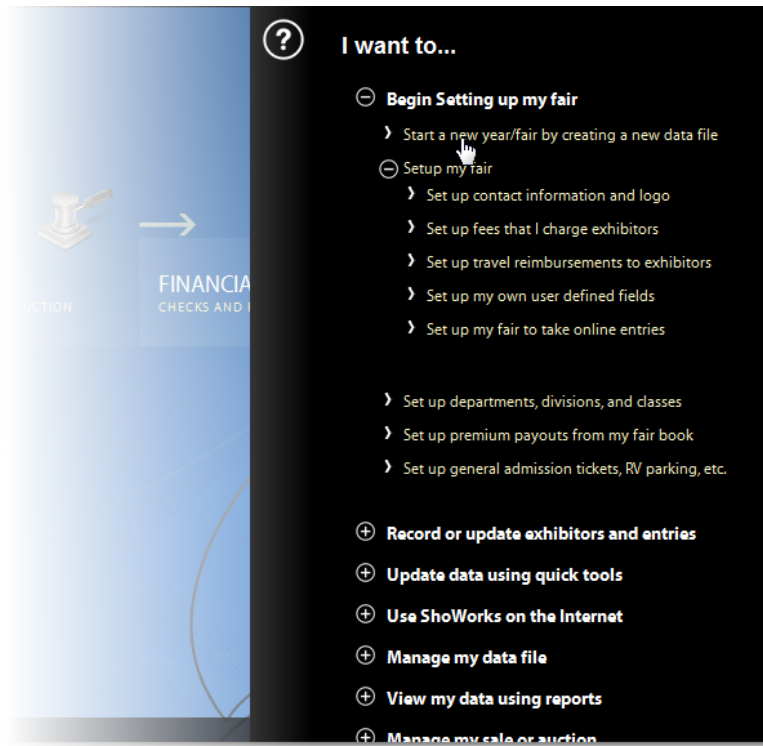 ?
I want to...
Begin Setting up my fair
Start a new year/fair by creating a new data file
Setup my fair
Set up contact information and logo
Set up fees that I charge exhibitors
Set up travel reimbursements to exhibitors
Set up my own user defined fields
Set up my fair to take online entries
Set up departments, divisions, and classes
Set up premium payouts from my fair book
Set up general admission tickets, RV parking, etc.
Record or update exhibitors and entries
Update data using quick tools
Use ShoWorks on the Internet
Manage my data file
View my data using reports
Manage my sale or auction
FINANCIA
CHECKS AND
UCTION